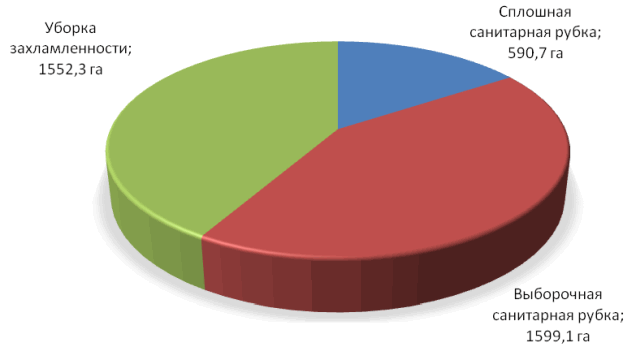 Уборка
захламленности;
1552,3 га
Сплошная
санитарная рубка;
590,7 га
Выборочная
санитарная рубка;
1599,1 га